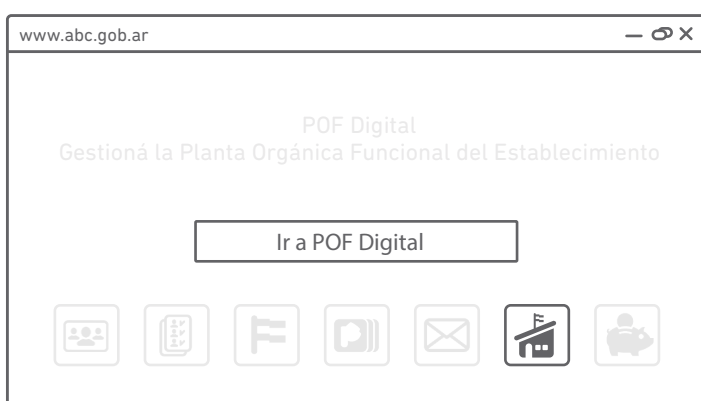 www.abc.gob.ar
POF Digital
Gestioná la Planta Orgánica Funcional del Establecimiento
Ir a POF Digital